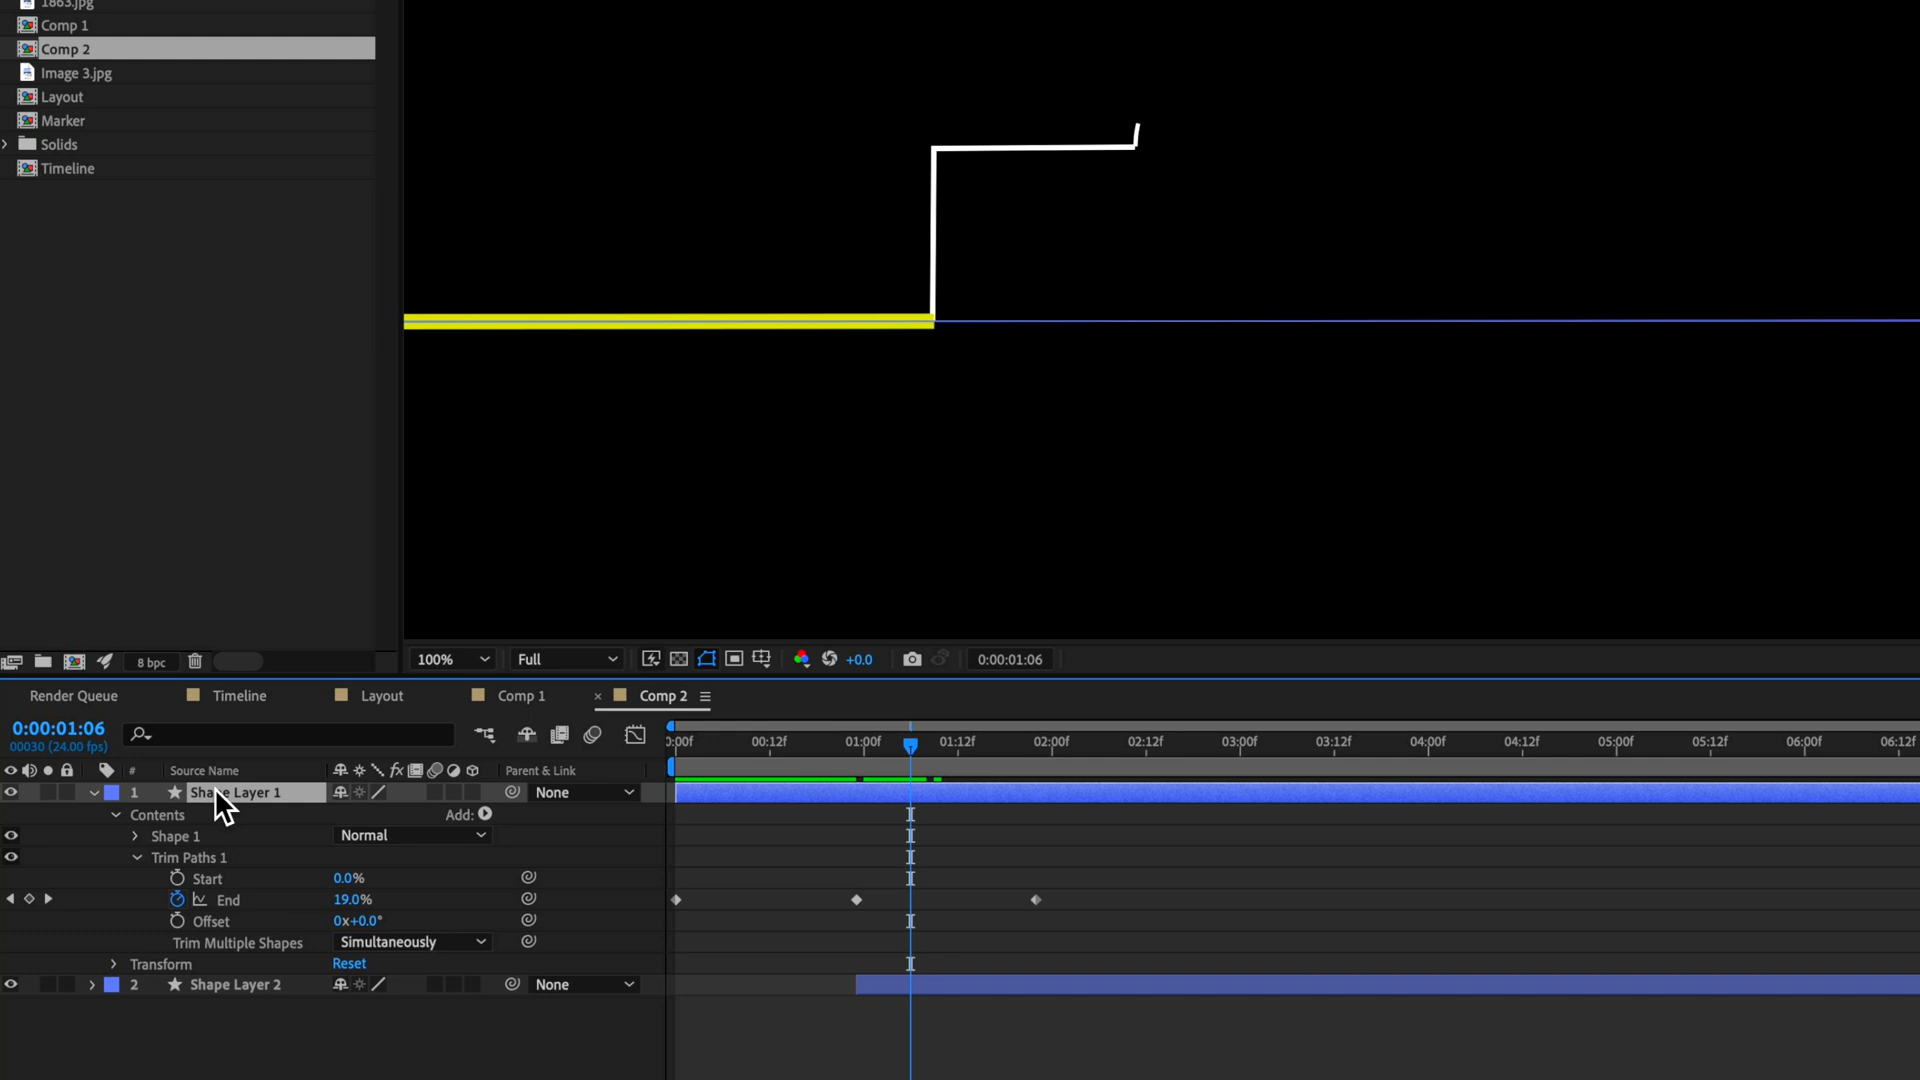 1863.jpg
Comp 1
Comp 2
Image 3.jpg
Layout
Marker
Solids
Timeline
8 bpc
100% Full +0.0 0:00:01:06
Render Queue Timeline Layout Comp 1 × Comp 2
0:00:01:06
00030 (24.00 fps)
0:00f 00:12f 01:00f 01:12f 02:00f 02:12f 03:00f 03:12f 04:00f 04:12f 05:00f 05:12f 06:00f 06:12f
# Source Name fx Parent & Link
1 Shape Layer 1 None
Contents Add:
Shape 1 Normal
Trim Paths 1
Start 0.0%
End 19.0%
Offset 0x+0.0°
Trim Multiple Shapes Simultaneously
Transform Reset
2 Shape Layer 2 None